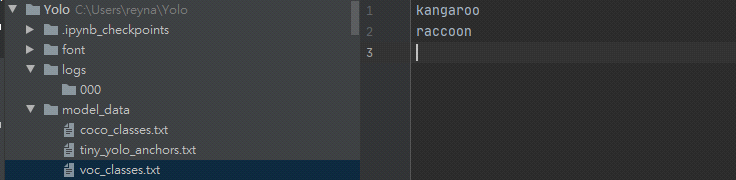 Yolo C:\Users\reyna\Yolo
.ipynb_checkpoints
font
logs
000
model_data
coco_classes.txt
tiny_yolo_anchors.txt
voc_classes.txt
1 kangaroo
2 raccoon
3